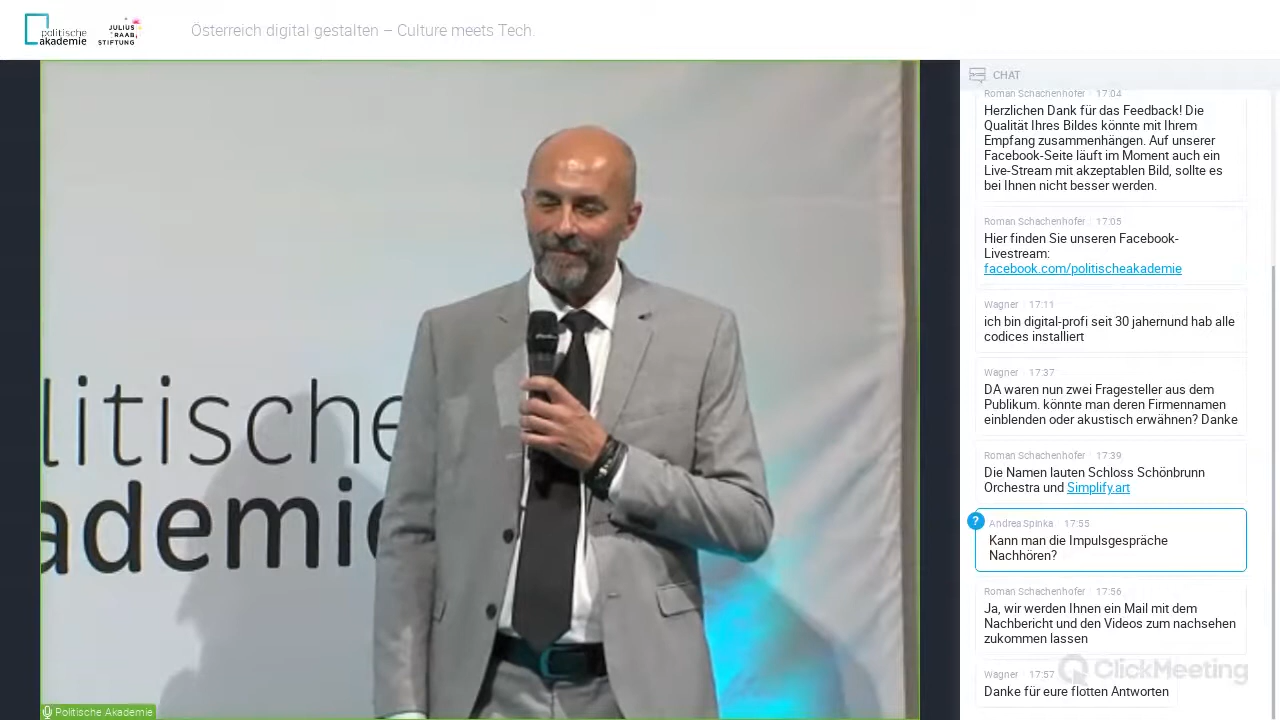 politische
akademie
JULIUS
RAAB
STIFTUNG
Österreich digital gestalten – Culture meets Tech.
litische
ademie
Politische Akademie
CHAT
Roman Schachenhofer 17:04
Herzlichen Dank für das Feedback! Die
Qualität Ihres Bildes könnte mit Ihrem
Empfang zusammenhängen. Auf unserer
Facebook-Seite läuft im Moment auch ein
Live-Stream mit akzeptablen Bild, sollte es
bei Ihnen nicht besser werden.
Roman Schachenhofer 17:05
Hier finden Sie unseren Facebook-
Livestream:
facebook.com/politischeakademie
Wagner 17:11
ich bin digital-profi seit 30 jahernund hab alle
codices installiert
Wagner 17:37
DA waren nun zwei Fragesteller aus dem
Publikum. könnte man deren Firmennamen
einblenden oder akustisch erwähnen? Danke
Roman Schachenhofer 17:39
Die Namen lauten Schloss Schönbrunn
Orchestra und Simplify.art
?
Andrea Spinka 17:55
Kann man die Impulsgespräche
Nachhören?
Roman Schachenhofer 17:56
Ja, wir werden Ihnen ein Mail mit dem
Nachbericht und den Videos zum nachsehen
zukommen lassen
Wagner 17:57
Danke für eure flotten Antworten
ClickMeeting